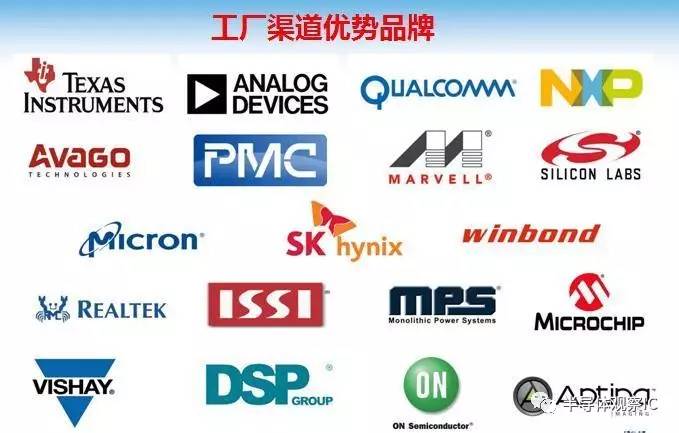 工厂渠道优势品牌
TEXAS INSTRUMENTS
ANALOG DEVICES
QUALCOMM®
NXP
AVAGO TECHNOLOGIES
PMC
MARVELL®
SILICON LABS
Micron®
SK hynix
winbond
REALTEK
ISSI®
mPS®
Monolithic Power Systems
MICROCHIP
VISHAY®
DSP GROUP
ON
ON Semiconductor®
Aptina
IMAGING
半导体观察IC